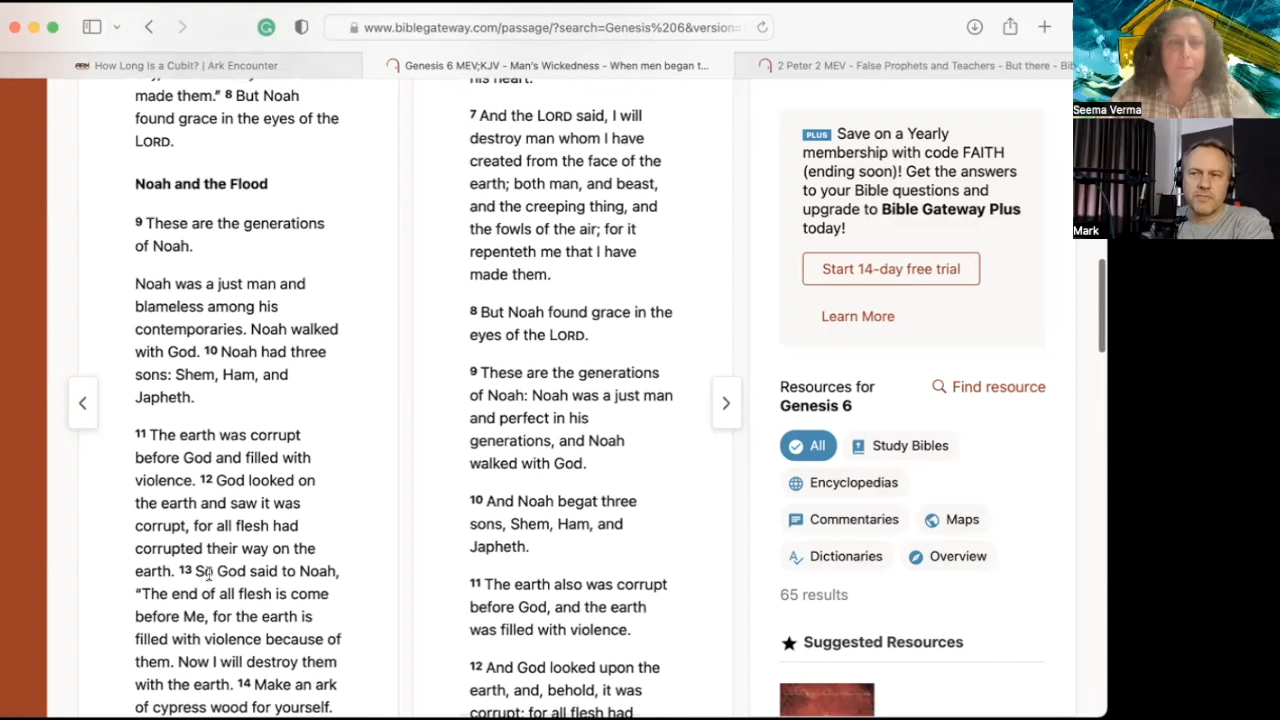 www.biblegateway.com/passage/?search=Genesis%206&version=
How Long Is a Cubit? | Ark Encounter
Genesis 6 MEV;KJV - Man's Wickedness - When men began t...
2 Peter 2 MEV - False Prophets and Teachers - But there - Bib
made them.” 8 But Noah
found grace in the eyes of the
LORD.
Noah and the Flood
9 These are the generations
of Noah.
Noah was a just man and
blameless among his
contemporaries. Noah walked
with God. 10 Noah had three
sons: Shem, Ham, and
Japheth.
11 The earth was corrupt
before God and filled with
violence. 12 God looked on
the earth and saw it was
corrupt, for all flesh had
corrupted their way on the
earth. 13 So God said to Noah,
“The end of all flesh is come
before Me, for the earth is
filled with violence because of
them. Now I will destroy them
with the earth. 14 Make an ark
of cypress wood for yourself.
his heart.
7 And the LORD said, I will
destroy man whom I have
created from the face of the
earth; both man, and beast,
and the creeping thing, and
the fowls of the air; for it
repenteth me that I have
made them.
8 But Noah found grace in the
eyes of the LORD.
9 These are the generations
of Noah: Noah was a just man
and perfect in his
generations, and Noah
walked with God.
10 And Noah begat three
sons, Shem, Ham, and
Japheth.
11 The earth also was corrupt
before God, and the earth
was filled with violence.
12 And God looked upon the
earth, and, behold, it was
corrupt; for all flesh had
PLUS Save on a Yearly
membership with code FAITH
(ending soon)! Get the answers
to your Bible questions and
upgrade to Bible Gateway Plus
today!
Start 14-day free trial
Learn More
Resources for
Genesis 6
Find resource
All
Study Bibles
Encyclopedias
Commentaries
Maps
Dictionaries
Overview
65 results
Suggested Resources
Seema Verma
Mark